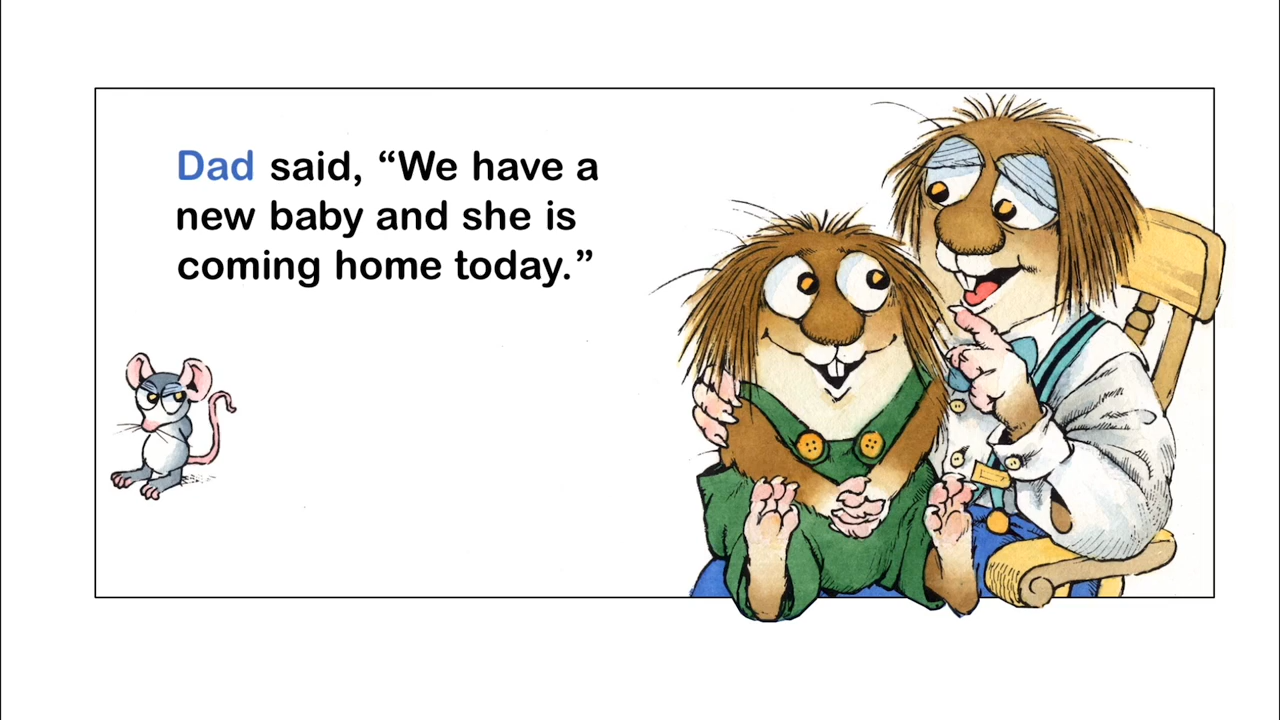 Dad said, “We have a
new baby and she is
coming home today.”